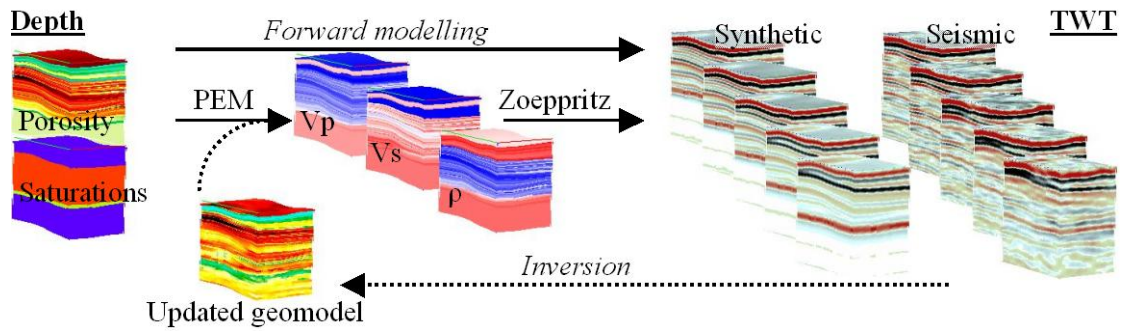 Depth
TWT
Forward modelling
Synthetic
Seismic
PEM
Zoeppritz
Porosity
Vp
Vs
Saturations
ρ
Inversion
Updated geomodel